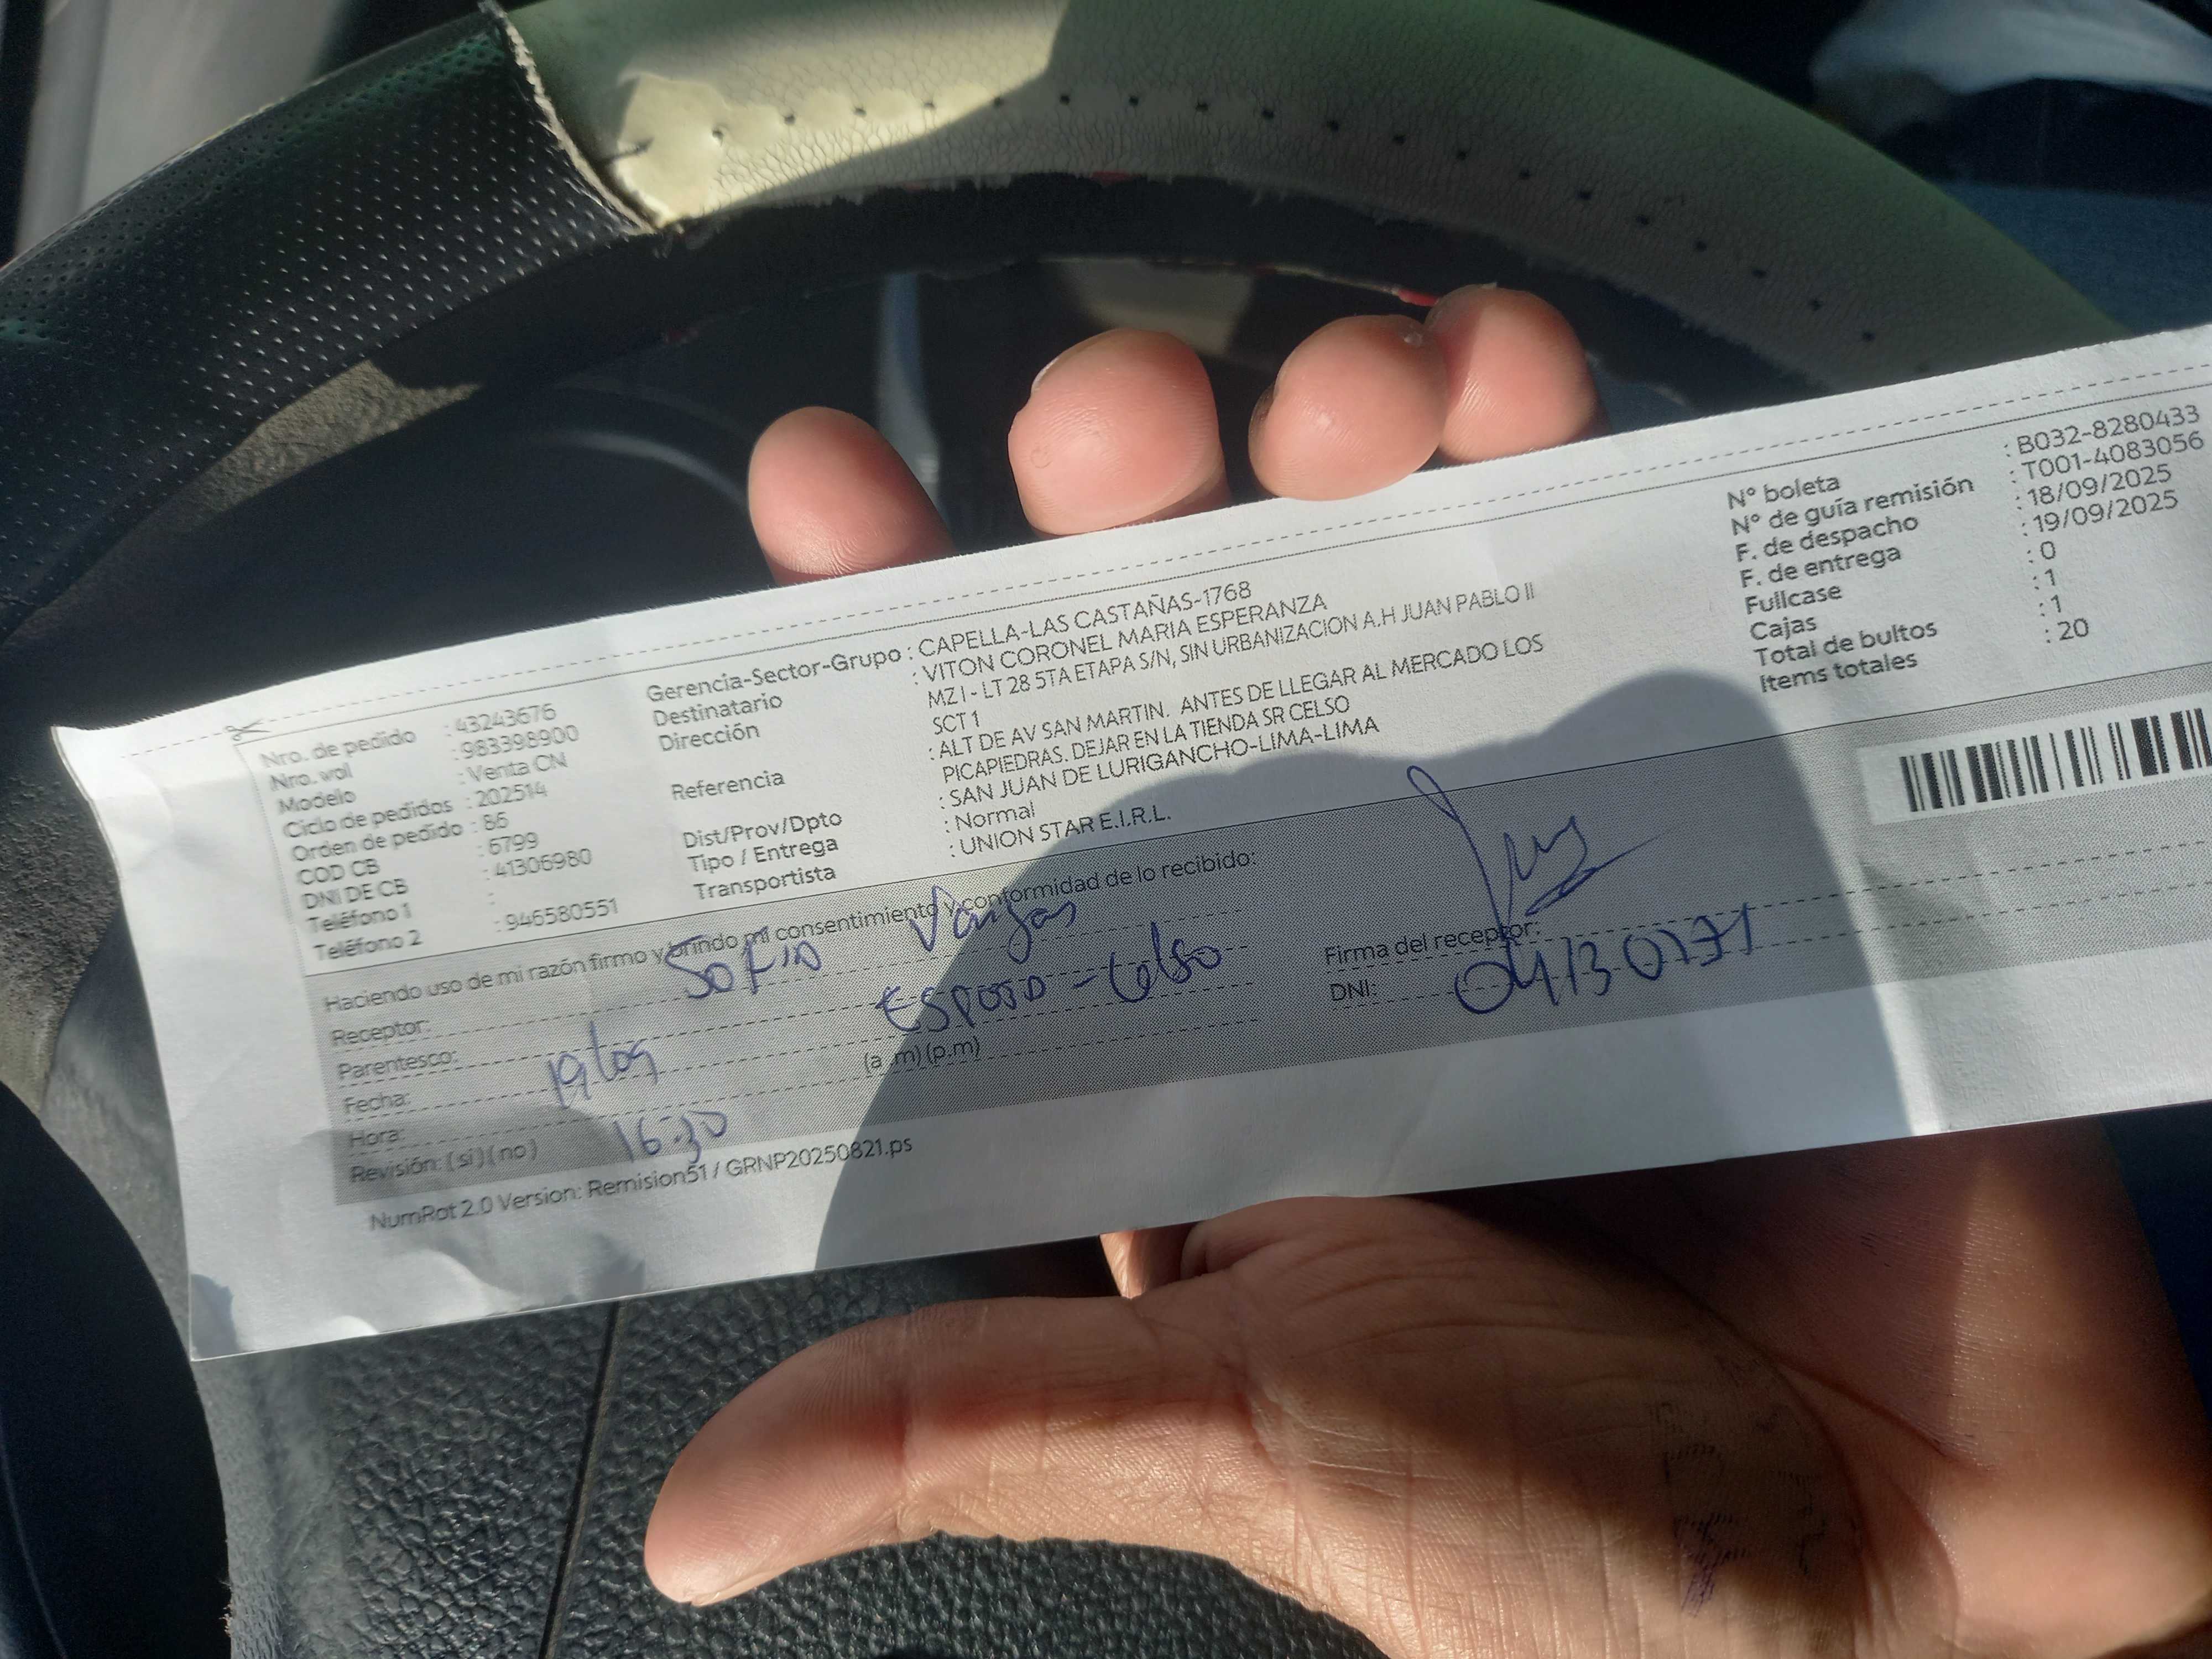 Nro. de pedido : 43243676
Nro. vol : 983398900
Modelo : Venta CN
Ciclo de pedidos : 202514
Orden de pedido : 86
COD CB : 6799
DNI DE CB : 41306980
Teléfono 1 :
Teléfono 2 : 946580551
Gerencia-Sector-Grupo : CAPELLA-LAS CASTAÑAS-1768
Destinatario : VITON CORONEL MARIA ESPERANZA
Dirección MZ I - LT 28 5TA ETAPA S/N, SIN URBANIZACION A.H JUAN PABLO II
SCT 1
Referencia : ALT DE AV SAN MARTIN. ANTES DE LLEGAR AL MERCADO LOS
PICAPIEDRAS. DEJAR EN LA TIENDA SR CELSO
Dist/Prov/Dpto : SAN JUAN DE LURIGANCHO-LIMA-LIMA
Tipo / Entrega : Normal
Transportista : UNION STAR E.I.R.L.
N° boleta : B032-8280433
N° de guía remisión : T001-4083056
F. de despacho : 18/09/2025
F. de entrega : 19/09/2025
Fullcase : 0
Cajas : 1
Total de bultos : 1
Items totales : 20
Haciendo uso de mi razón firmo y brindo mi consentimiento y conformidad de lo recibido:
Receptor: Sofia Vargas
Parentesco: Esposa - Celso
Fecha: 19/09
Hora: 16:30 (a .m) (p.m)
Revisión: ( si ) ( no )
Firma del receptor:
DNI:
NumRot 2.0 Version: Remision51 / GRNP20250821.ps